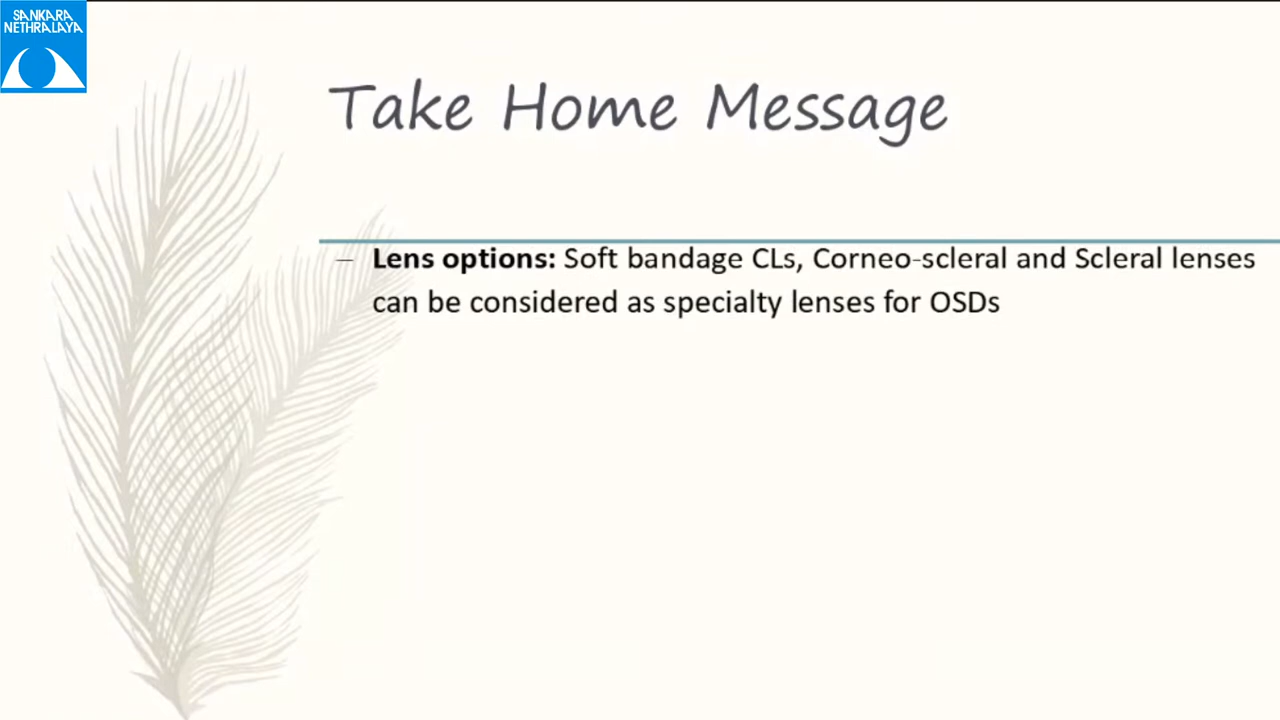 SANKARA
NETHRALAYA
Take Home Message
– Lens options: Soft bandage CLs, Corneo-scleral and Scleral lenses
can be considered as specialty lenses for OSDs